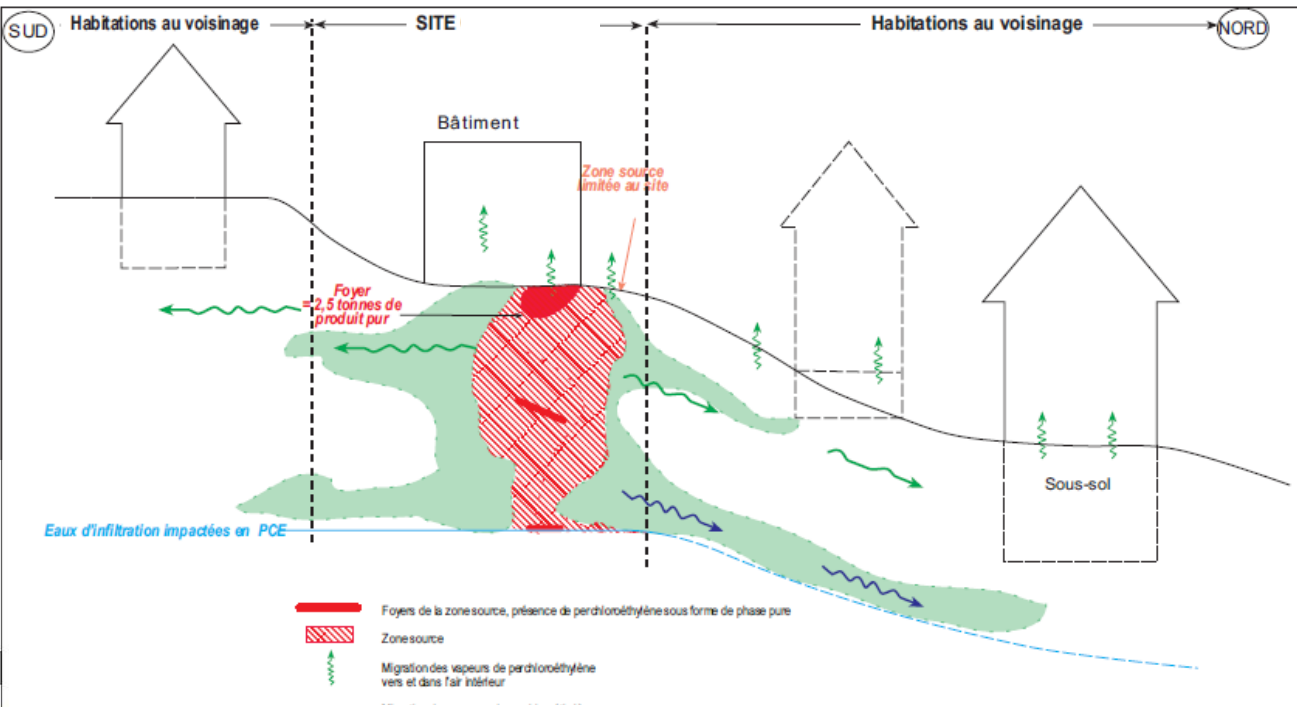 SUD
Habitations au voisinage
SITE
Habitations au voisinage
NORD
Bâtiment
Zone source
limitée au site
Foyer
= 2,5 tonnes de
produit pur
Sous-sol
Eaux d'infiltration impactées en PCE
Foyers de la zone source, présence de perchloroéthylène sous forme de phase pure
Zone source
Migration des vapeurs de perchloroéthylène
vers et dans l'air intérieur